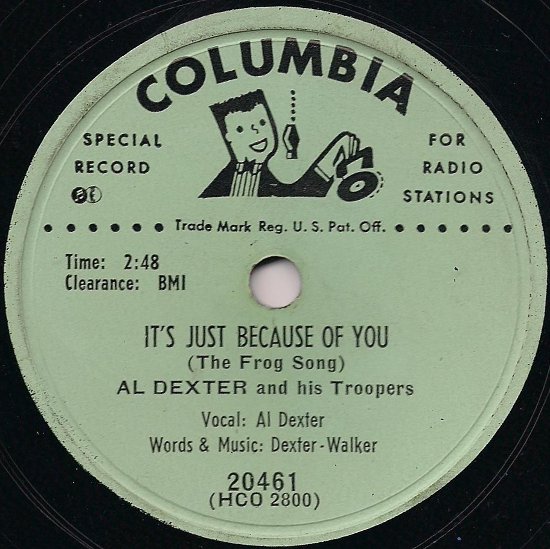 COLUMBIA
SPECIAL RECORD
FOR RADIO STATIONS
Trade Mark Reg. U. S. Pat. Off.
Time: 2:48
Clearance: BMI
IT'S JUST BECAUSE OF YOU
(The Frog Song)
AL DEXTER and his Troopers
Vocal: Al Dexter
Words & Music: Dexter-Walker
20461
(HCO 2800)